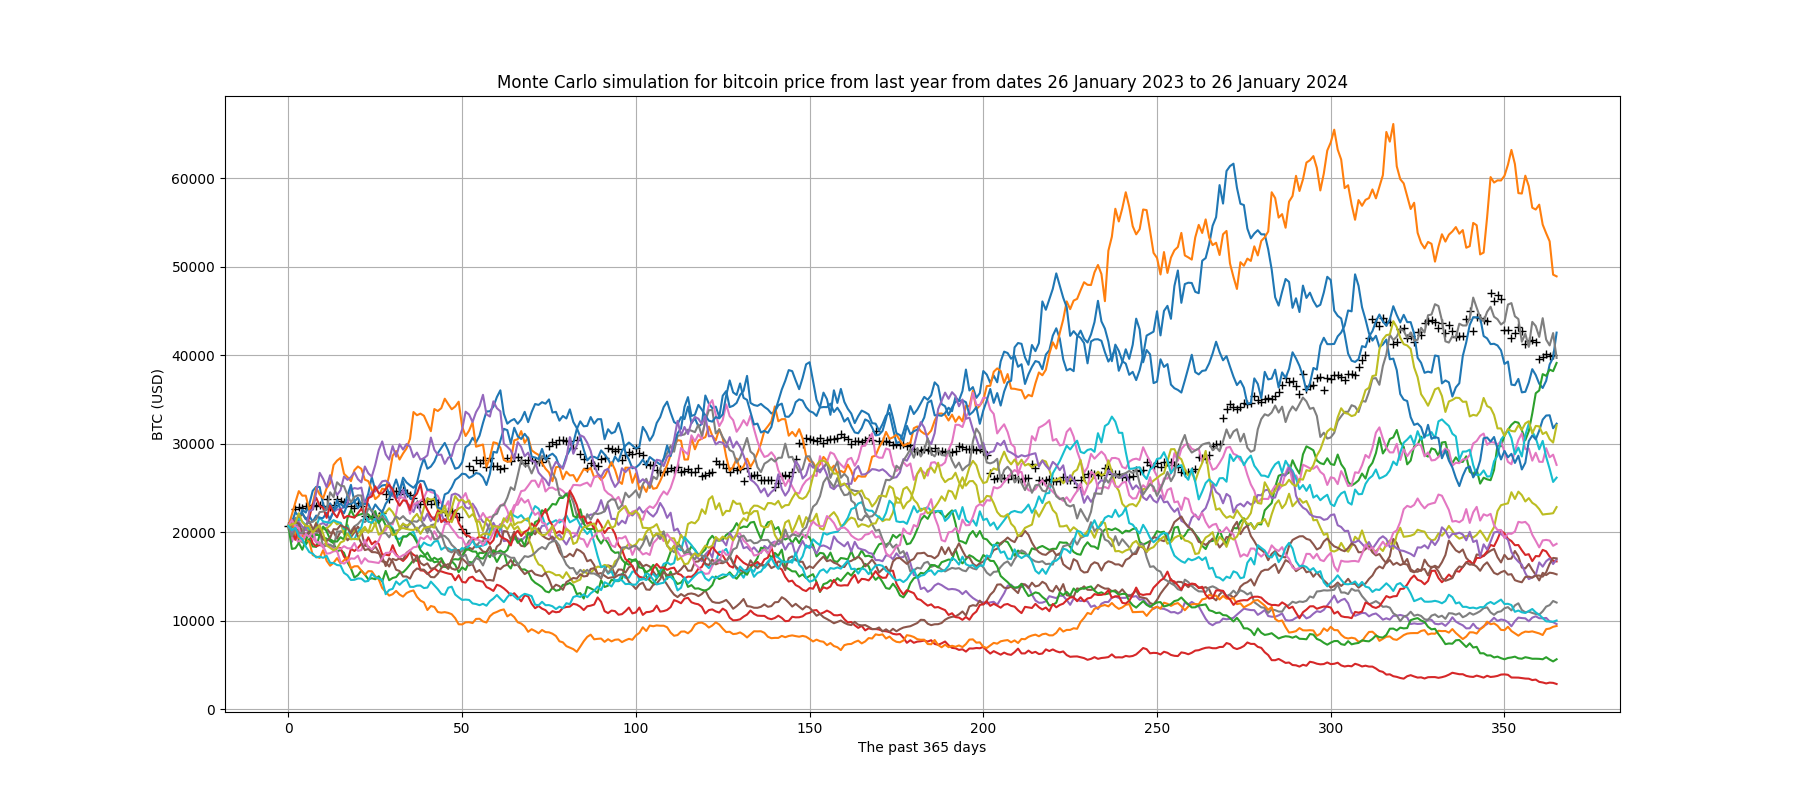 Monte Carlo simulation for bitcoin price from last year from dates 26 January 2023 to 26 January 2024
60000
50000
40000
30000
20000
10000
0
BTC (USD)
0 50 100 150 200 250 300 350
The past 365 days